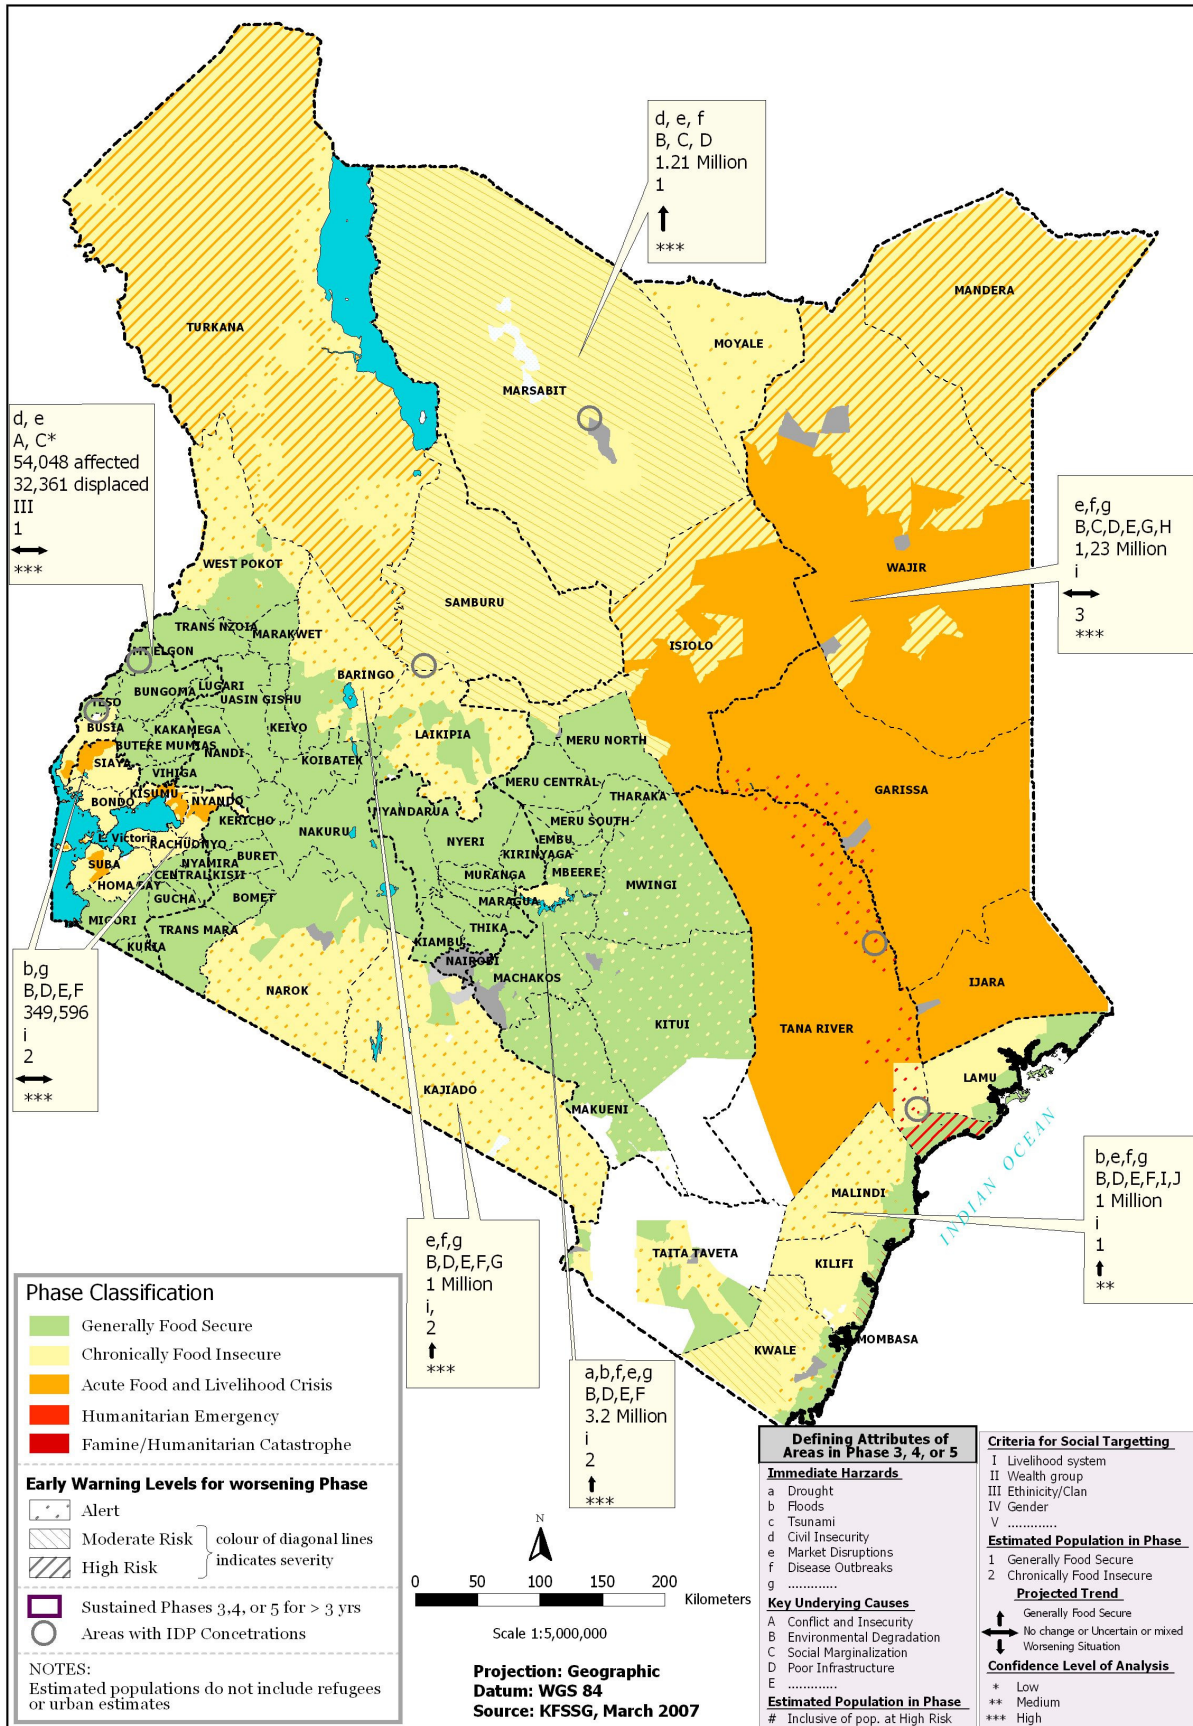 d, e, f
B, C, D
1.21 Million
1
***
MANDERA
MOYALE
TURKANA
MARSABIT
d, e
A, C*
54,048 affected
32,361 displaced
III
1
***
e,f,g
B,C,D,E,G,H
1,23 Million
i
3
***
WAJIR
WEST POKOT
SAMBURU
TRANS NZOIA
MARAKWET
ELGON
ISIOLO
BARINGO
LUGARI
BUNGOMA
UASIN GISHU
TESO
BUSIA
KAKAMEGA
KEIYO
LAIKIPIA
MERU NORTH
BUTERE MUMIAS
NANDI
SIAYA
KOIBATEK
VIHIGA
MERU CENTRAL
GARISSA
KISUMU
NYANDO
THARAKA
BONDO
NYANDARUA
KERICHO
MERU SOUTH
NAKURU
L. Victoria
RACHUONYO
NYERI
EMBU
KIRINYAGA
BURET
SUBA
NYAMIRA
CENTRAL KISII
MURANGA
MBEERE
MWINGI
HOMA BAY
GUCHA
BOMET
MARAGUA
MIGORI
TRANS MARA
THIKA
KURIA
KIAMBU
NAIROBI
MACHAKOS
NAROK
IJARA
KITUI
TANA RIVER
b,g
B,D,E,F
349,596
i
2
***
LAMU
KAJIADO
MAKUENI
INDIAN OCEAN
MALINDI
b,e,f,g
B,D,E,F,I,J
1 Million
i
1
**
TAITA TAVETA
KILIFI
e,f,g
B,D,E,F,G
1 Million
i,
2
***
MOMBASA
KWALE
a,b,f,e,g
B,D,E,F
3.2 Million
i
2
***
Phase Classification
Generally Food Secure
Chronically Food Insecure
Acute Food and Livelihood Crisis
Humanitarian Emergency
Famine/Humanitarian Catastrophe
Early Warning Levels for worsening Phase
Alert
Moderate Risk
High Risk
colour of diagonal lines
indicates severity
Sustained Phases 3,4, or 5 for > 3 yrs
Areas with IDP Concetrations
NOTES:
Estimated populations do not include refugees
or urban estimates
N
0 50 100 150 200
Kilometers
Scale 1:5,000,000
Projection: Geographic
Datum: WGS 84
Source: KFSSG, March 2007
Defining Attributes of
Areas in Phase 3, 4, or 5
Immediate Harzards
a Drought
b Floods
c Tsunami
d Civil Insecurity
e Market Disruptions
f Disease Outbreaks
g .............
Key Underlying Causes
A Conflict and Insecurity
B Environmental Degradation
C Social Marginalization
D Poor Infrastructure
E .............
Estimated Population in Phase
# Inclusive of pop. at High Risk
Criteria for Social Targetting
I Livelihood system
II Wealth group
III Ethinicity/Clan
IV Gender
V .............
Estimated Population in Phase
1 Generally Food Secure
2 Chronically Food Insecure
Projected Trend
Generally Food Secure
No change or Uncertain or mixed
Worsening Situation
Confidence Level of Analysis
* Low
** Medium
*** High